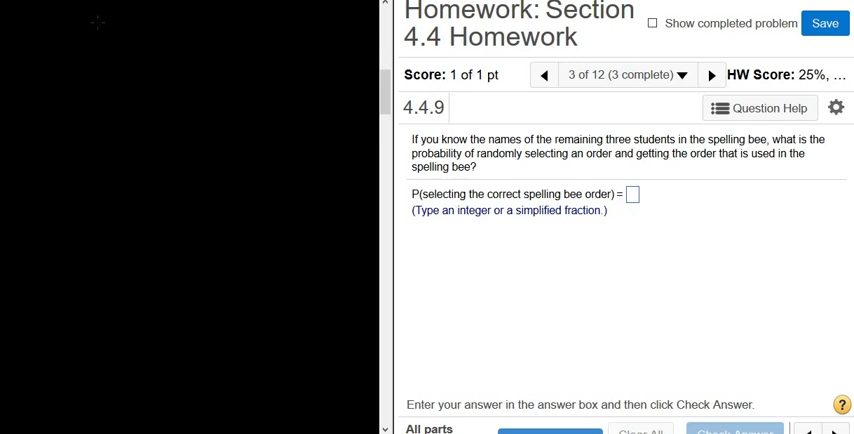 Homework: Section
4.4 Homework
Show completed problem
Save
Score: 1 of 1 pt
3 of 12 (3 complete)
HW Score: 25%, ...
4.4.9
Question Help
If you know the names of the remaining three students in the spelling bee, what is the
probability of randomly selecting an order and getting the order that is used in the
spelling bee?
P(selecting the correct spelling bee order) =
(Type an integer or a simplified fraction.)
Enter your answer in the answer box and then click Check Answer.
?
All parts
Clear All
Check Answer